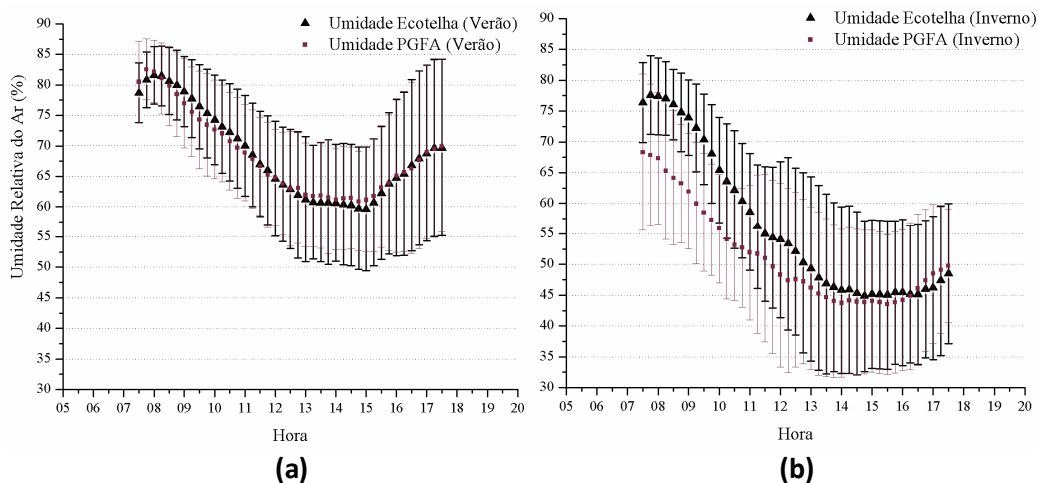 Umidade Ecotelha (Verão)
Umidade PGFA (Verão)
Umidade Relativa do Ar (%)
90
85
80
75
70
65
60
55
50
45
40
35
30
05 06 07 08 09 10 11 12 13 14 15 16 17 18 19 20
Hora
(a)
Umidade Ecotelha (Inverno)
Umidade PGFA (Inverno)
90
85
80
75
70
65
60
55
50
45
40
35
30
05 06 07 08 09 10 11 12 13 14 15 16 17 18 19 20
Hora
(b)